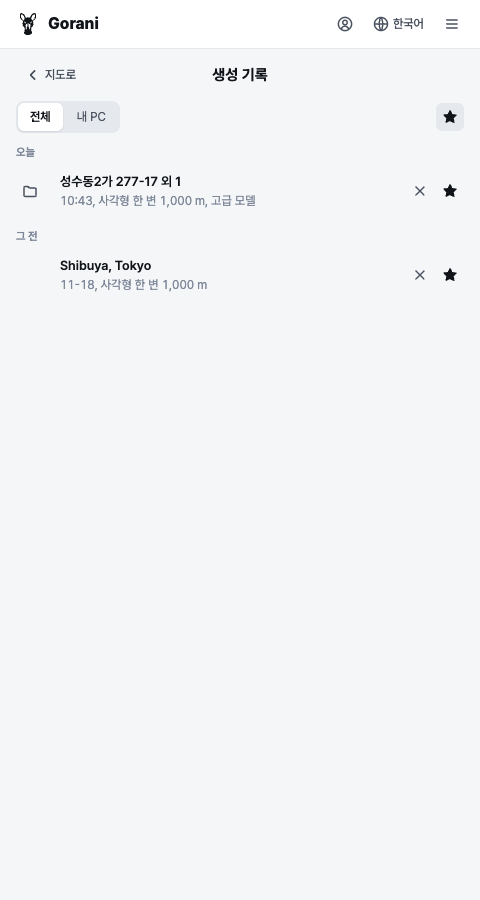 Gorani
한국어
지도로
생성 기록
전체
내 PC
오늘
성수동2가 277-17 외 1
10:43, 사각형 한 변 1,000 m, 고급 모델
그 전
Shibuya, Tokyo
11-18, 사각형 한 변 1,000 m